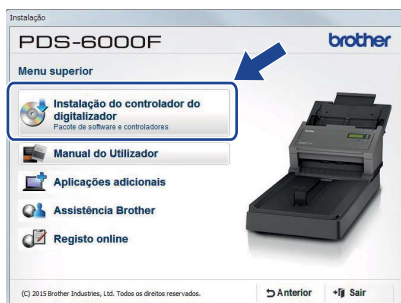 Instalação
PDS-6000F
brother
Menu superior
Instalação do controlador do
digitalizador
Pacote de software e controladores
Manual do Utilizador
Aplicações adicionais
Assistência Brother
Registo online
(C) 2015 Brother Industries, Ltd. Todos os direitos reservados.
Anterior
Sair